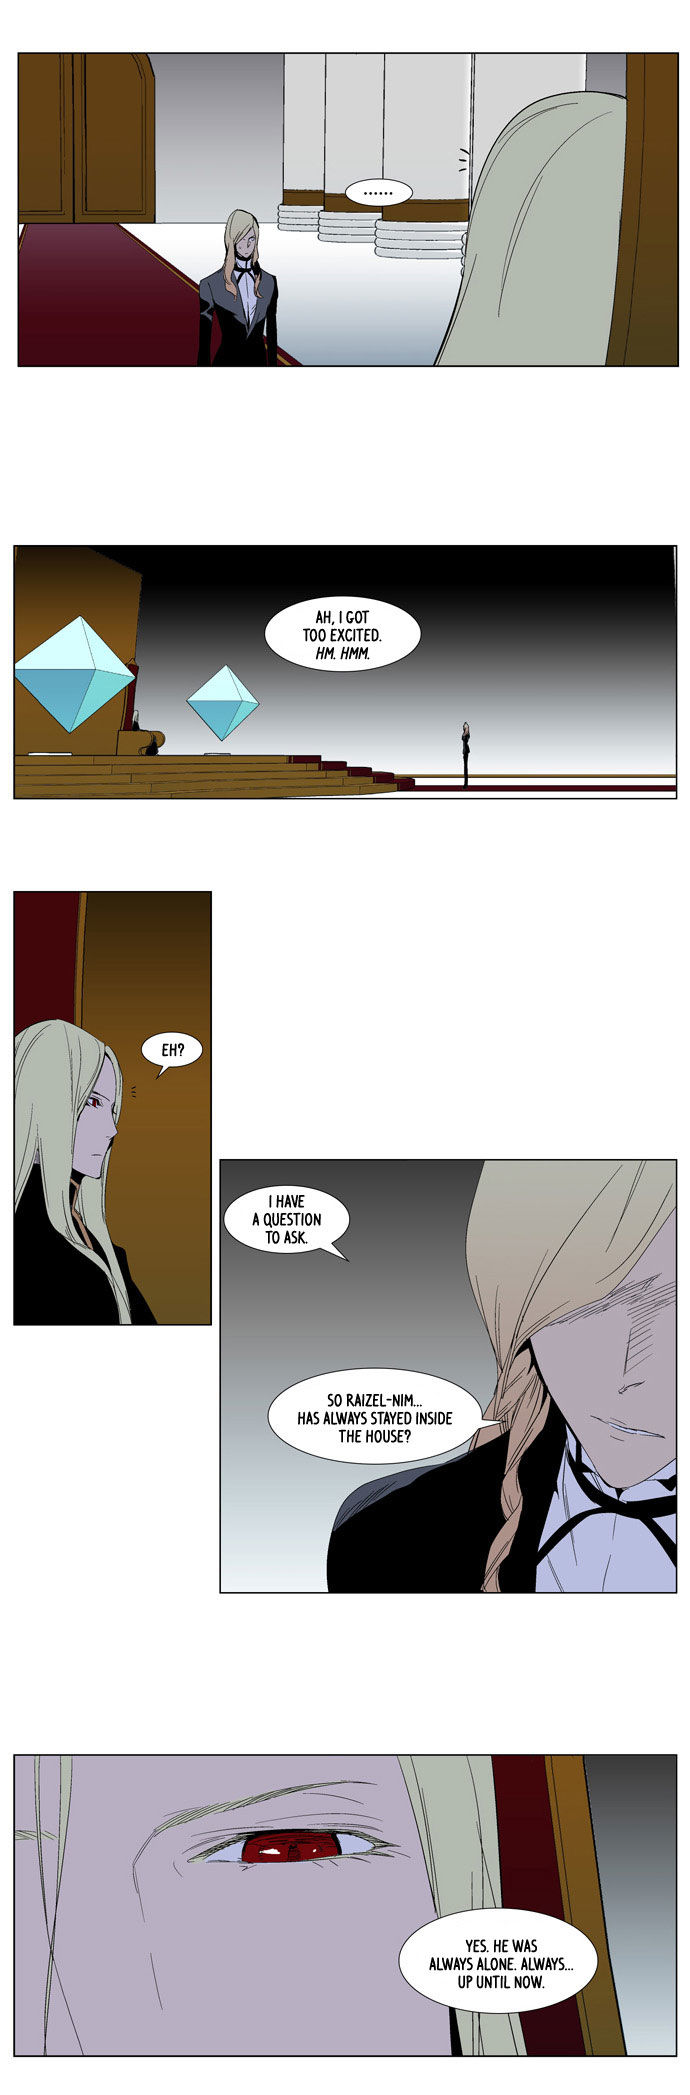 ......
AH, I GOT
TOO EXCITED.
HM. HMM.
EH?
I HAVE
A QUESTION
TO ASK.
SO RAIZEL-NIM...
HAS ALWAYS STAYED INSIDE
THE HOUSE?
YES. HE WAS
ALWAYS ALONE. ALWAYS...
UP UNTIL NOW.